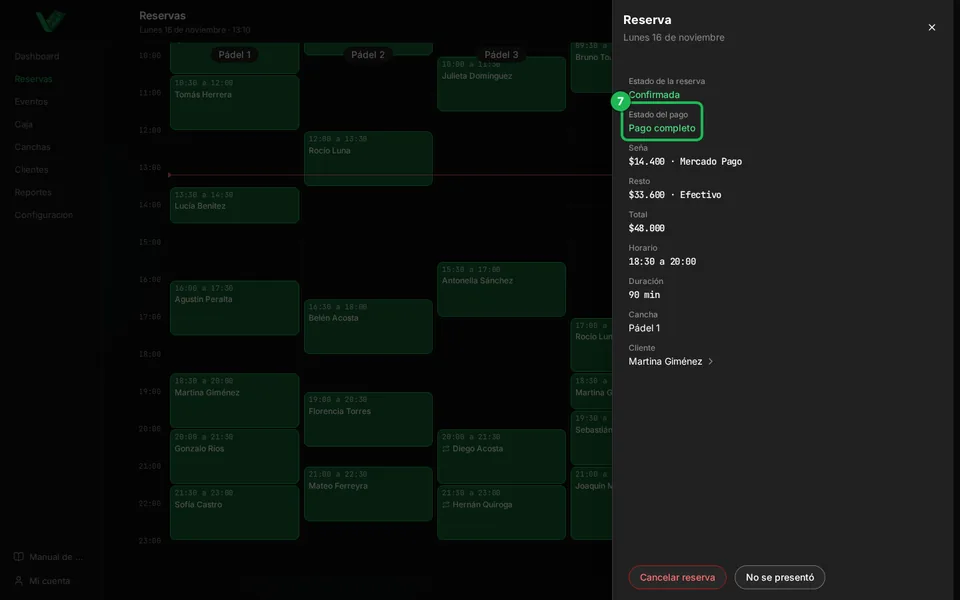 Reservas
Lunes 16 de noviembre · 13:10
Dashboard
Reservas
Eventos
Caja
Canchas
Clientes
Reportes
Configuración
Manual de ...
Mi cuenta
Pádel 1
Pádel 2
Pádel 3
10:00
11:00
12:00
13:00
14:00
15:00
16:00
17:00
18:00
19:00
20:00
21:00
22:00
23:00
10:30 a 12:00
Tomás Herrera
13:30 a 14:30
Lucía Benítez
16:00 a 17:30
Agustín Peralta
18:30 a 20:00
Martina Giménez
20:00 a 21:30
Gonzalo Ríos
21:30 a 23:00
Sofía Castro
12:00 a 13:30
Rocío Luna
16:30 a 18:00
Belén Acosta
19:00 a 20:30
Florencia Torres
21:00 a 22:30
Mateo Ferreyra
10:00 a 11:30
Julieta Domínguez
15:30 a 17:00
Antonella Sánchez
20:00 a 21:30
Diego Acosta
21:30 a 23:00
Hernán Quiroga
09:30 a
Bruno To
17:00 a
Rocío Lun
18:30 a
Martina G
19:30 a
Sebastián
21:00 a
Joaquín M
Reserva
Lunes 16 de noviembre
Estado de la reserva
Confirmada
7
Estado del pago
Pago completo
Seña
$14.400 · Mercado Pago
Resto
$33.600 · Efectivo
Total
$48.000
Horario
18:30 a 20:00
Duración
90 min
Cancha
Pádel 1
Cliente
Martina Giménez
Cancelar reserva
No se presentó